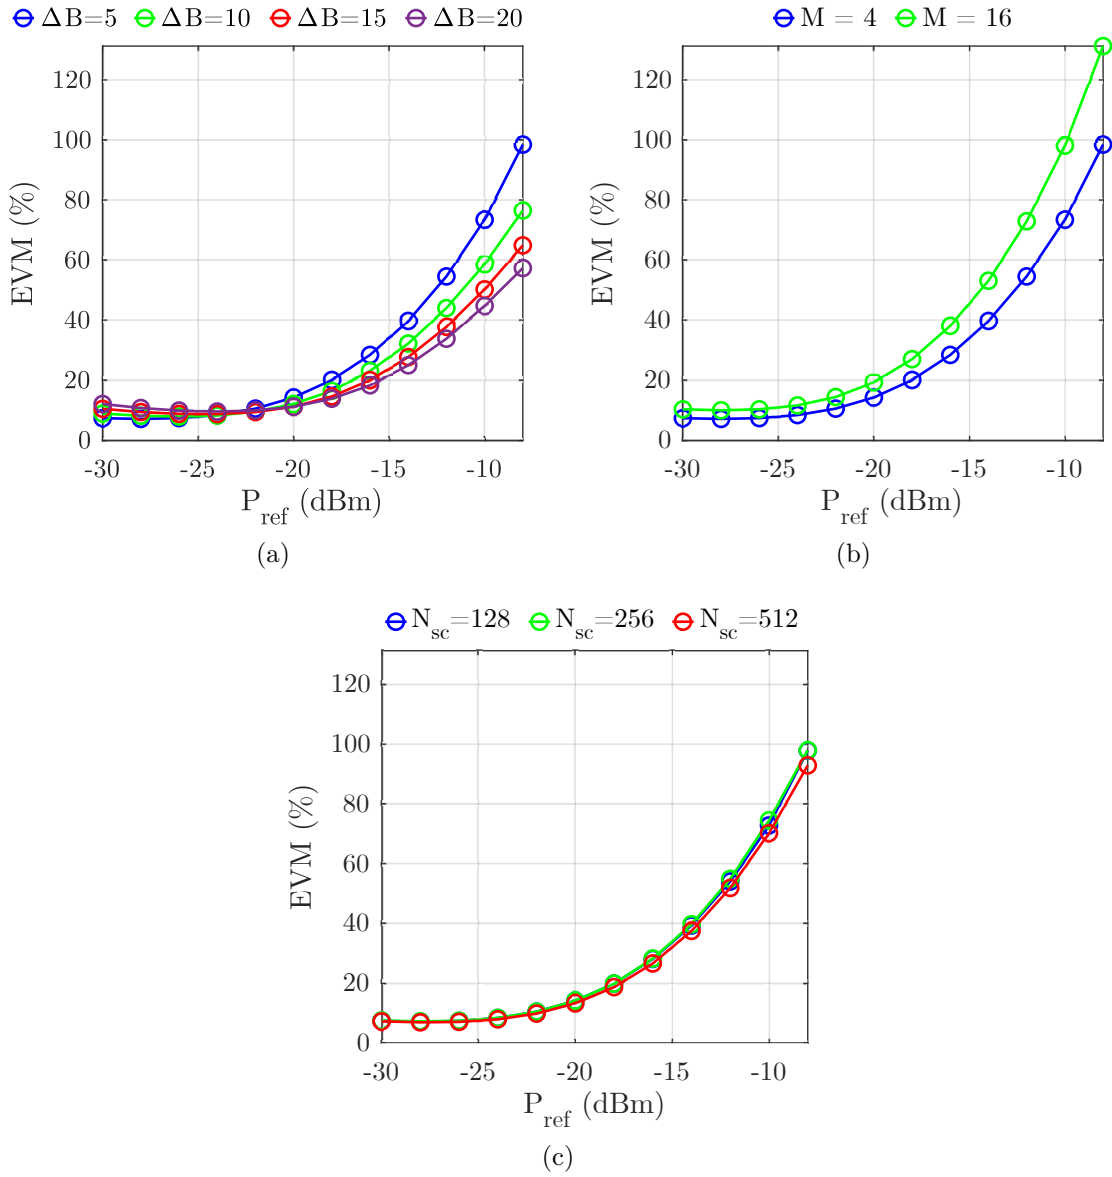 ΔB=5 ΔB=10 ΔB=15 ΔB=20
EVM (%)
120
100
80
60
40
20
0
-30 -25 -20 -15 -10
P_ref (dBm)
(a)
M = 4 M = 16
EVM (%)
120
100
80
60
40
20
0
-30 -25 -20 -15 -10
P_ref (dBm)
(b)
N_sc=128 N_sc=256 N_sc=512
EVM (%)
120
100
80
60
40
20
0
-30 -25 -20 -15 -10
P_ref (dBm)
(c)